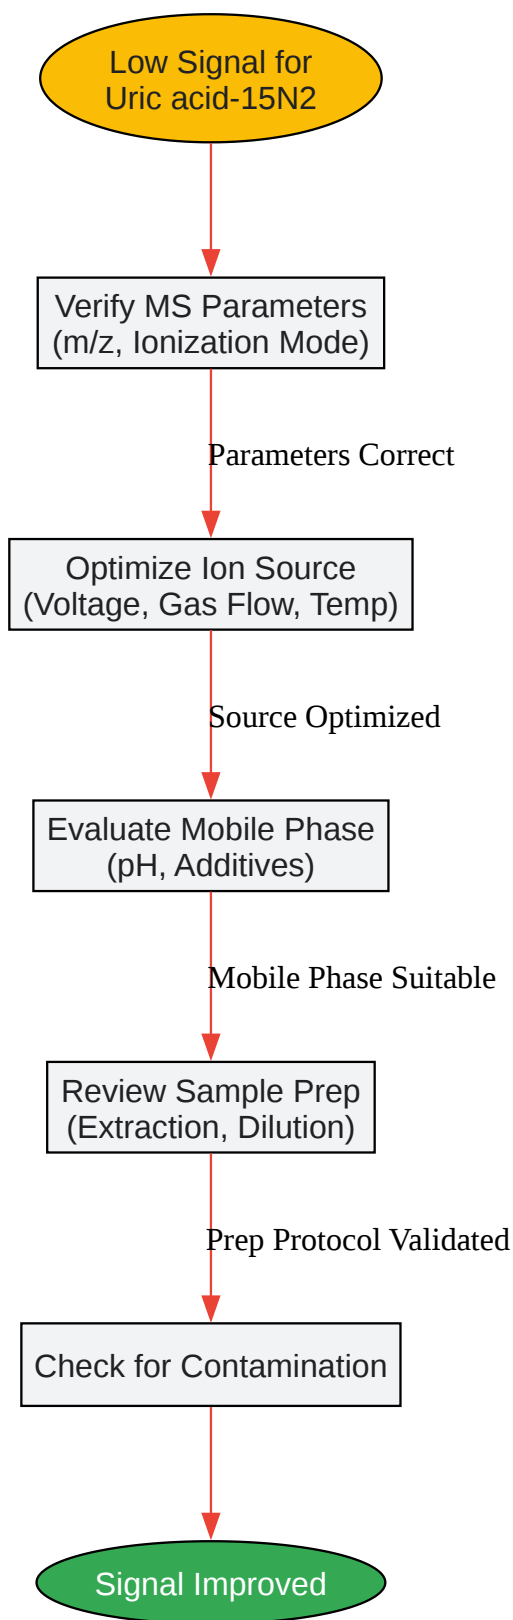 Low Signal for
Uric acid-15N2
Verify MS Parameters
(m/z, Ionization Mode)
Parameters Correct
Optimize Ion Source
(Voltage, Gas Flow, Temp)
Source Optimized
Evaluate Mobile Phase
(pH, Additives)
Mobile Phase Suitable
Review Sample Prep
(Extraction, Dilution)
Prep Protocol Validated
Check for Contamination
Signal Improved